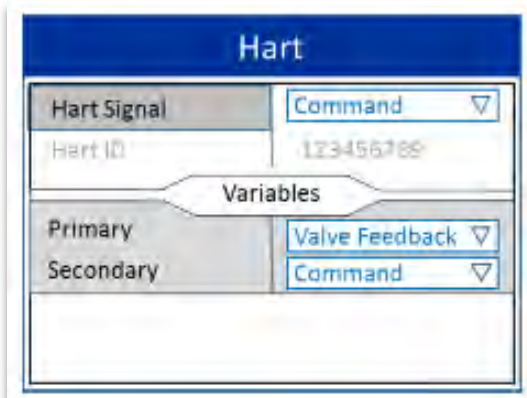 Hart
Hart Signal Command
Hart ID 123456789
Variables
Primary Valve Feedback
Secondary Command